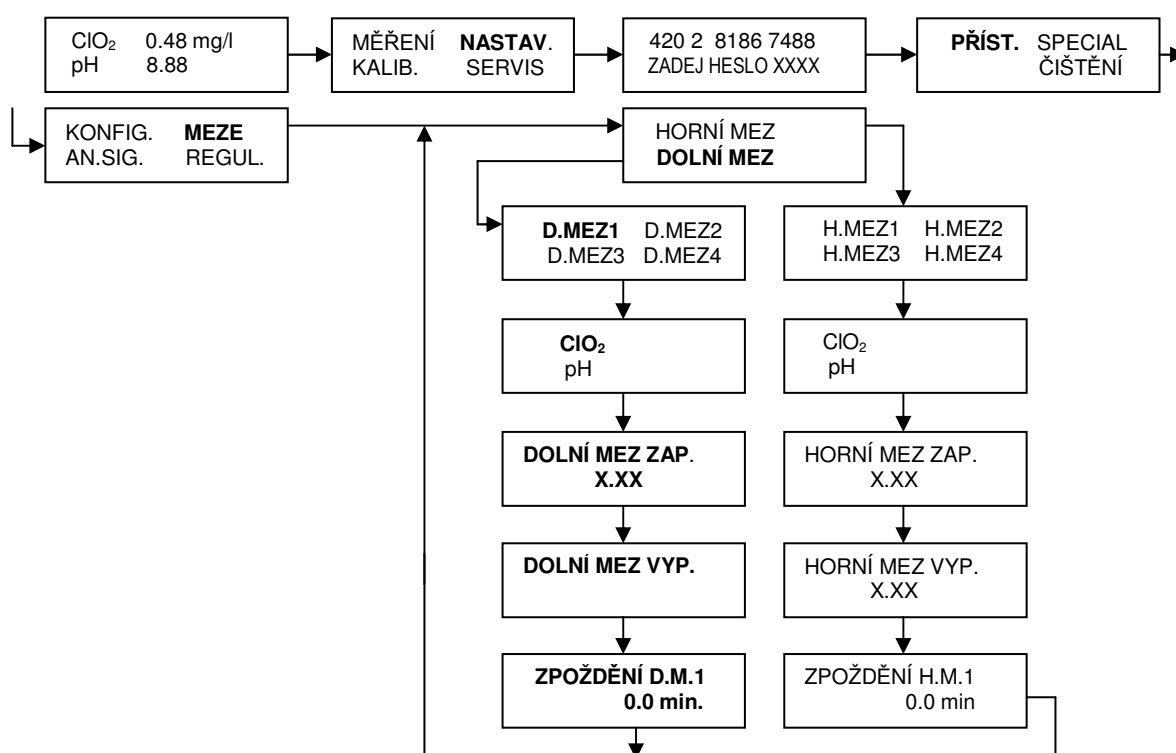 ClO₂ 0.48 mg/l
pH 8.88
MĚŘENÍ NASTAV.
KALIB. SERVIS
420 2 8186 7488
ZADEJ HESLO XXXX
PŘÍST. SPECIAL
ČIŠTĚNÍ
KONFIG. MEZE
AN.SIG. REGUL.
HORNÍ MEZ
DOLNÍ MEZ
D.MEZ1 D.MEZ2
D.MEZ3 D.MEZ4
H.MEZ1 H.MEZ2
H.MEZ3 H.MEZ4
ClO₂
pH
ClO₂
pH
DOLNÍ MEZ ZAP.
X.XX
HORNÍ MEZ ZAP.
X.XX
DOLNÍ MEZ VYP.
HORNÍ MEZ VYP.
X.XX
ZPOŽDĚNÍ D.M.1
0.0 min.
ZPOŽDĚNÍ H.M.1
0.0 min